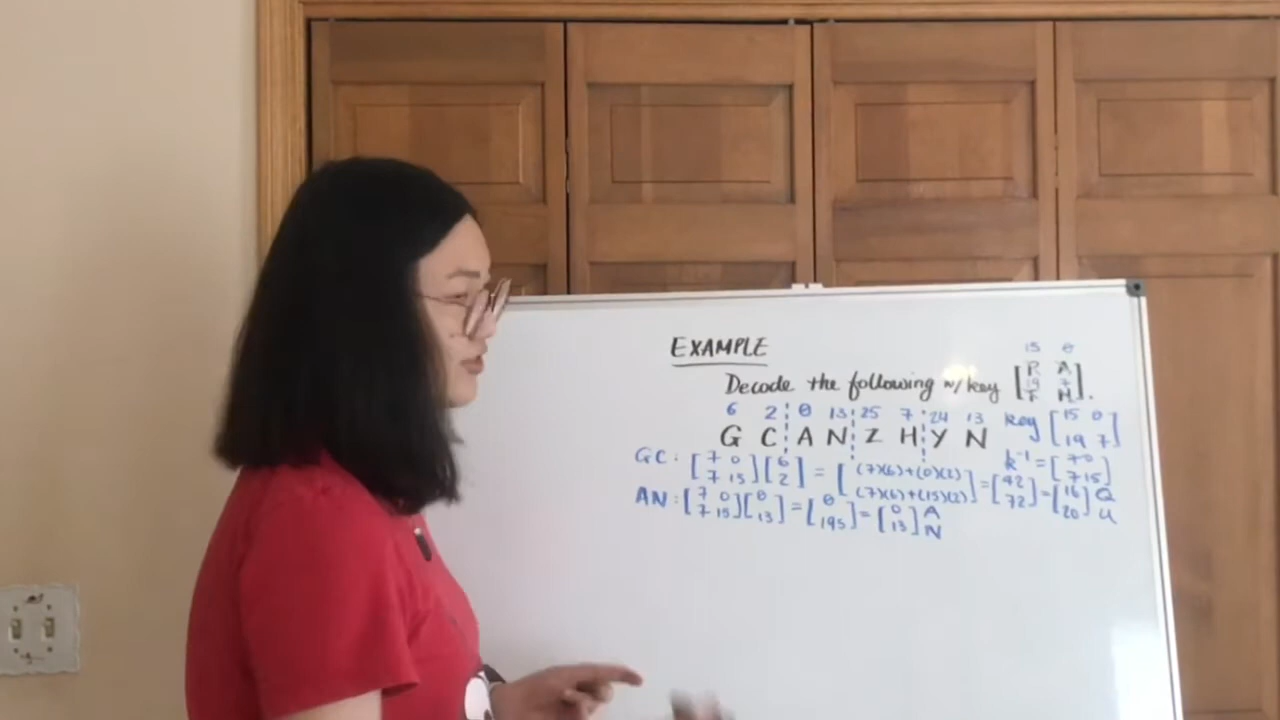 EXAMPLE
15 0
Decode the following w/ key [P A
19 7
T H].
6 2 0 13 25 7 24 13
G C A N Z H Y N
key [15 0
19 7]
k⁻¹ = [7 0
7 15]
GC: [7 0
7 15] [6
2] = [(7)(6)+(0)(2)
(7)(6)+(15)(2)] = [42
72] = [16
20] Q
U
AN: [7 0
7 15] [0
13] = [0
195] = [0
13] A
N